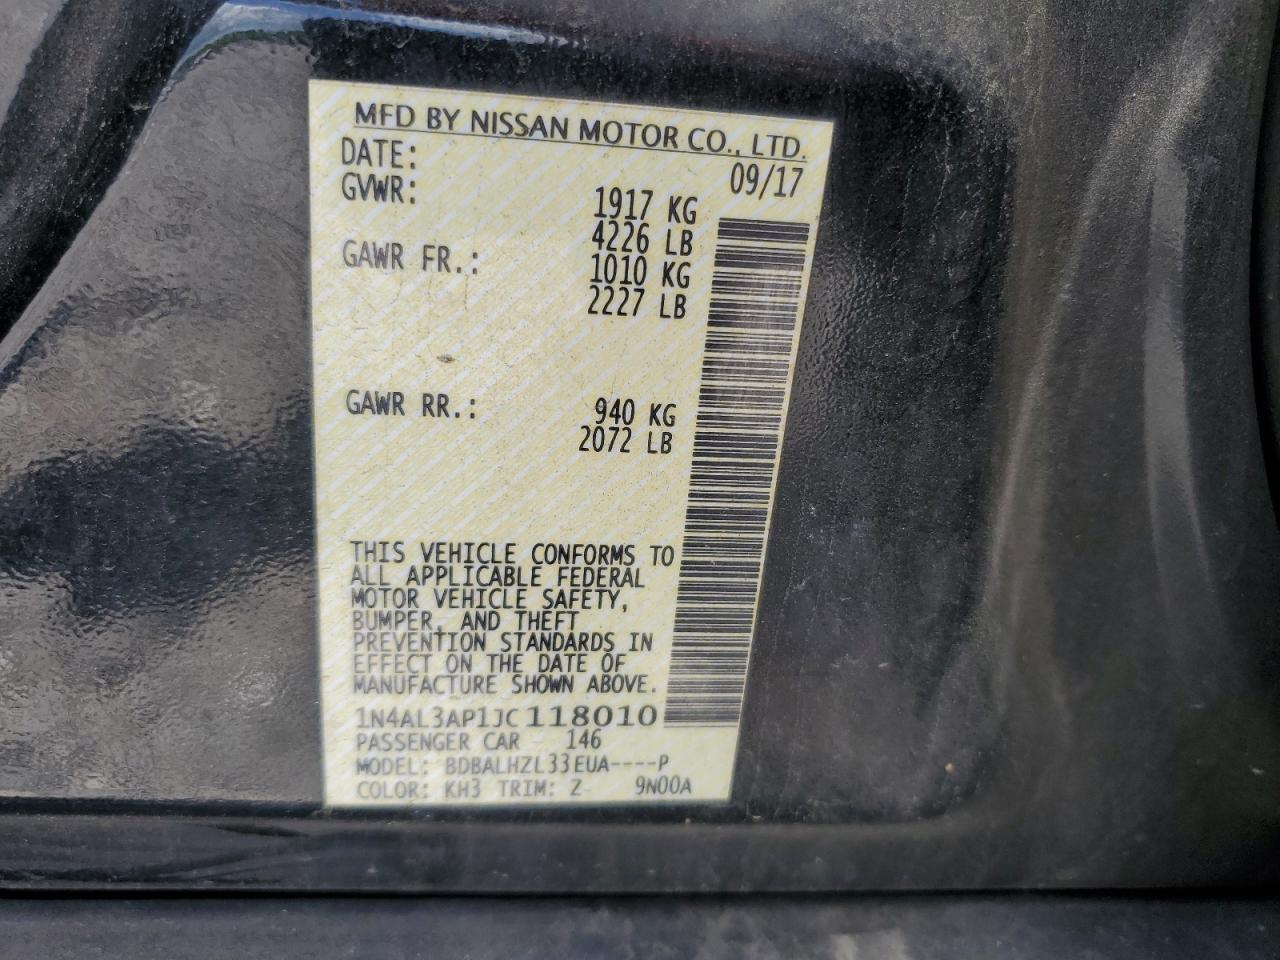 MFD BY NISSAN MOTOR CO., LTD.
DATE: 09/17
GVWR: 1917 KG
4226 LB
GAWR FR.: 1010 KG
2227 LB
GAWR RR.: 940 KG
2072 LB
THIS VEHICLE CONFORMS TO
ALL APPLICABLE FEDERAL
MOTOR VEHICLE SAFETY,
BUMPER, AND THEFT
PREVENTION STANDARDS IN
EFFECT ON THE DATE OF
MANUFACTURE SHOWN ABOVE.
1N4AL3AP1JC118010
PASSENGER CAR 146
MODEL: BDBALHZL33EUA----P
COLOR: KH3 TRIM: Z 9N00A